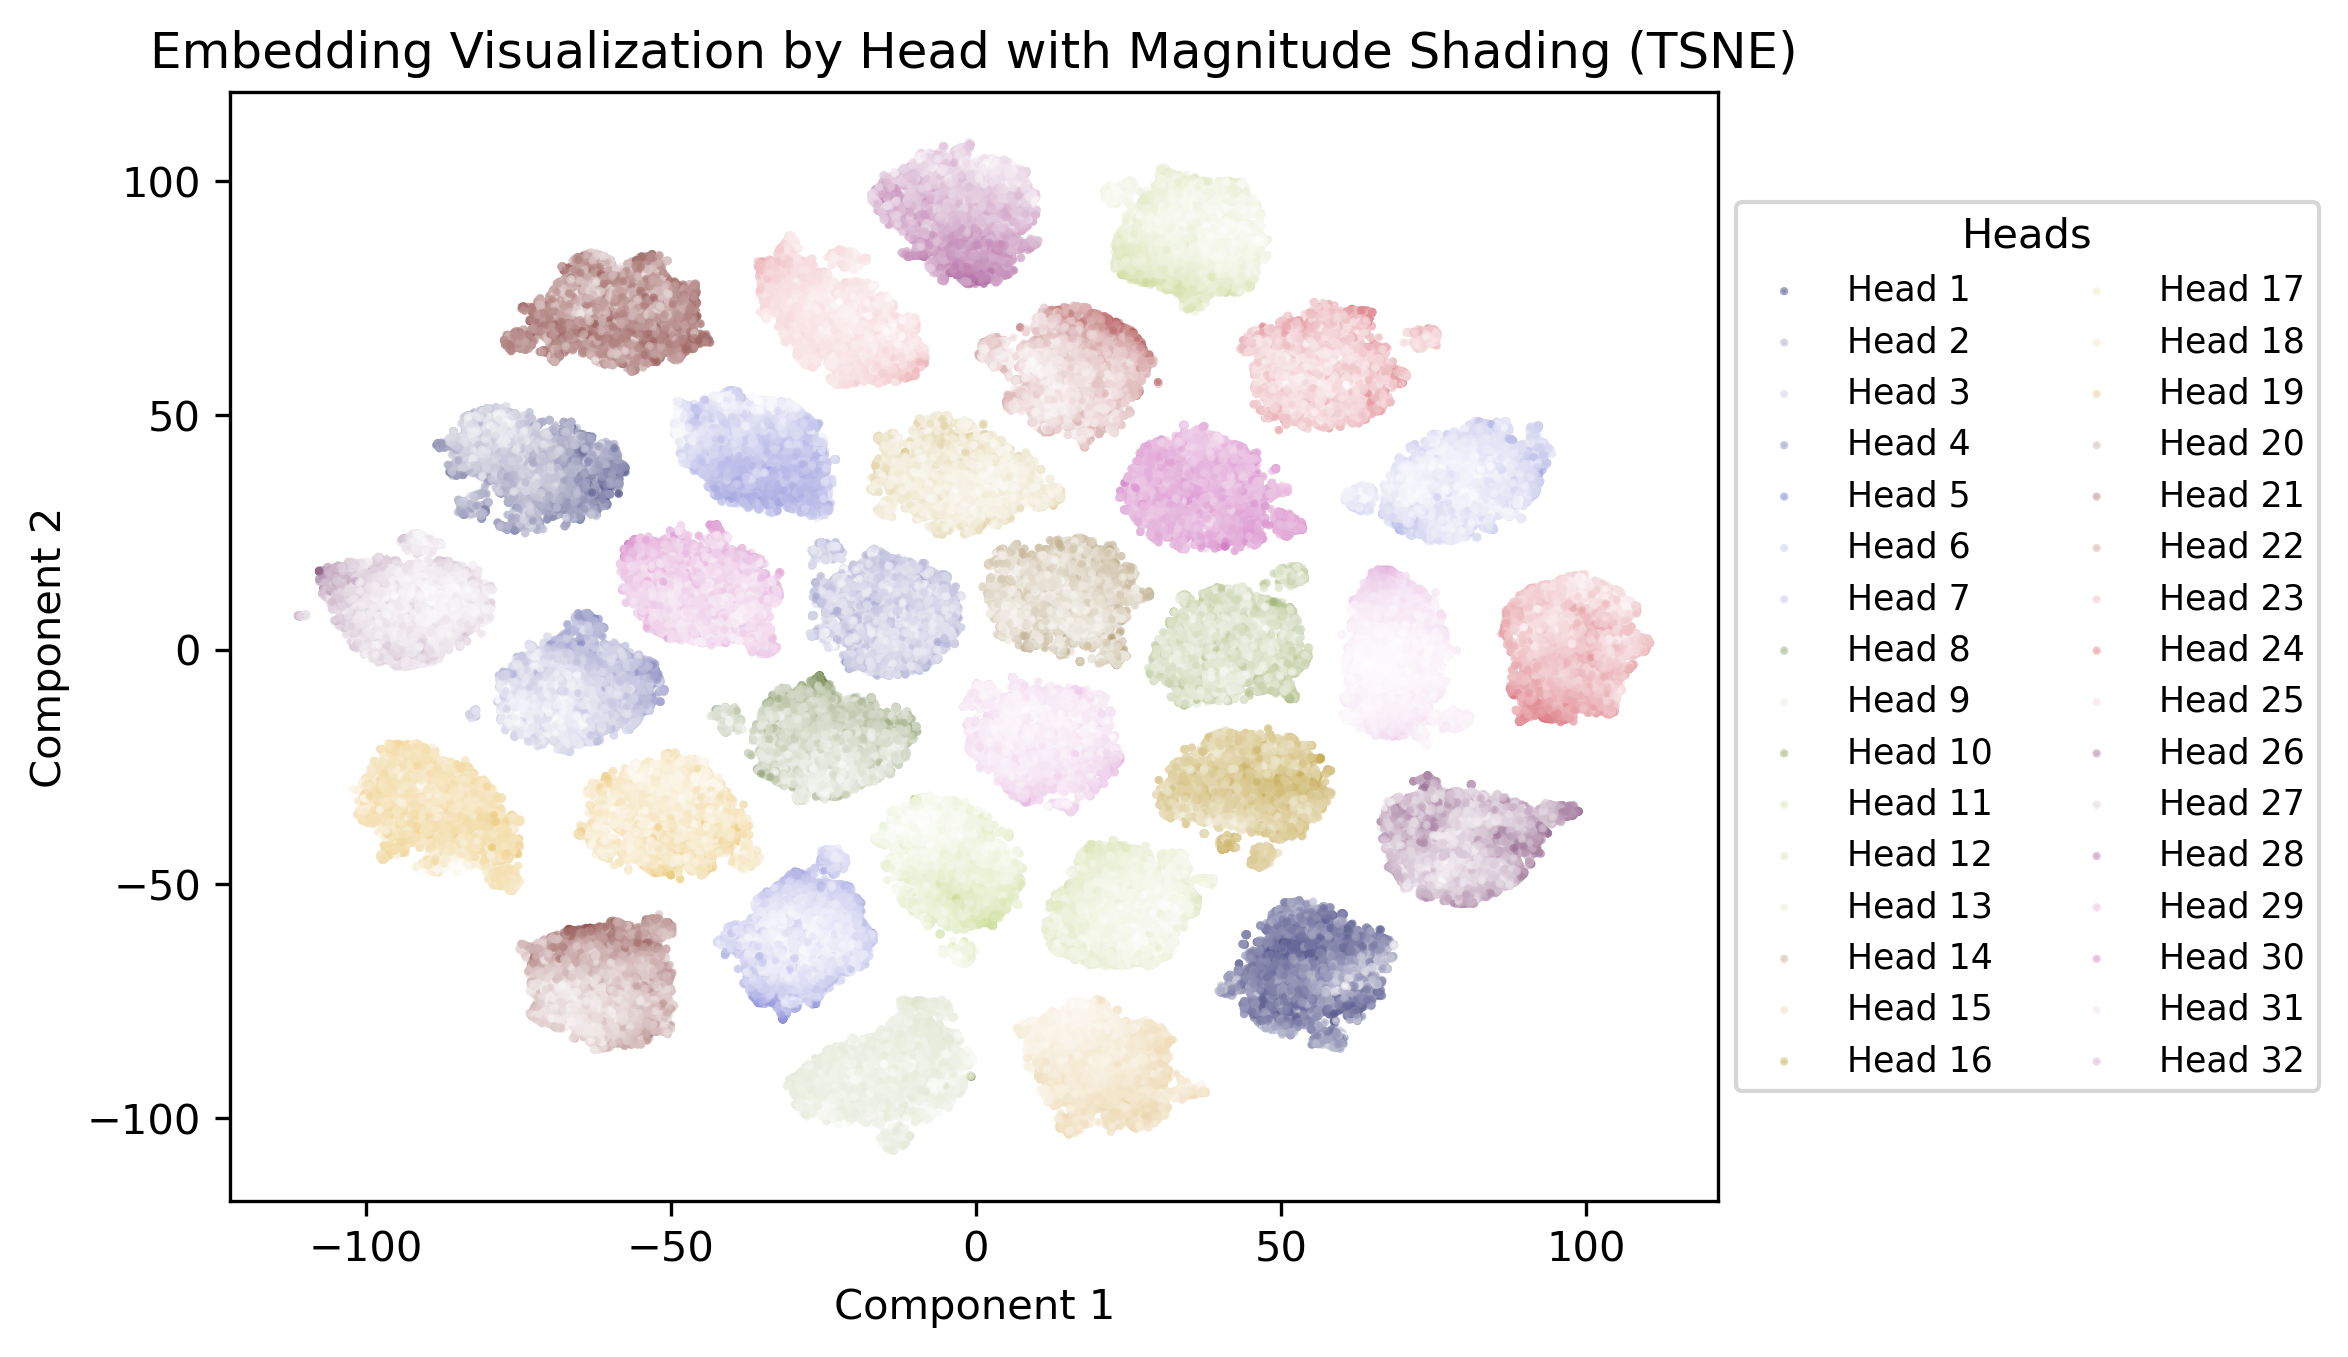 Embedding Visualization by Head with Magnitude Shading (TSNE)
Component 2
100
50
0
−50
−100
−100
−50
0
50
100
Component 1
Heads
Head 1
Head 2
Head 3
Head 4
Head 5
Head 6
Head 7
Head 8
Head 9
Head 10
Head 11
Head 12
Head 13
Head 14
Head 15
Head 16
Head 17
Head 18
Head 19
Head 20
Head 21
Head 22
Head 23
Head 24
Head 25
Head 26
Head 27
Head 28
Head 29
Head 30
Head 31
Head 32